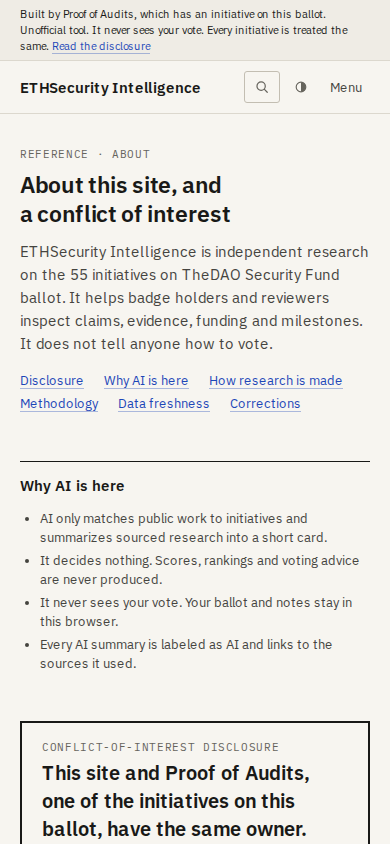 Built by Proof of Audits, which has an initiative on this ballot.
Unofficial tool. It never sees your vote. Every initiative is treated the
same. Read the disclosure
ETHSecurity Intelligence
Menu
REFERENCE · ABOUT
About this site, and
a conflict of interest
ETHSecurity Intelligence is independent research
on the 55 initiatives on TheDAO Security Fund
ballot. It helps badge holders and reviewers
inspect claims, evidence, funding and milestones.
It does not tell anyone how to vote.
Disclosure Why AI is here How research is made
Methodology Data freshness Corrections
Why AI is here
• AI only matches public work to initiatives and
summarizes sourced research into a short card.
• It decides nothing. Scores, rankings and voting advice
are never produced.
• It never sees your vote. Your ballot and notes stay in
this browser.
• Every AI summary is labeled as AI and links to the
sources it used.
CONFLICT-OF-INTEREST DISCLOSURE
This site and Proof of Audits,
one of the initiatives on this
ballot, have the same owner.